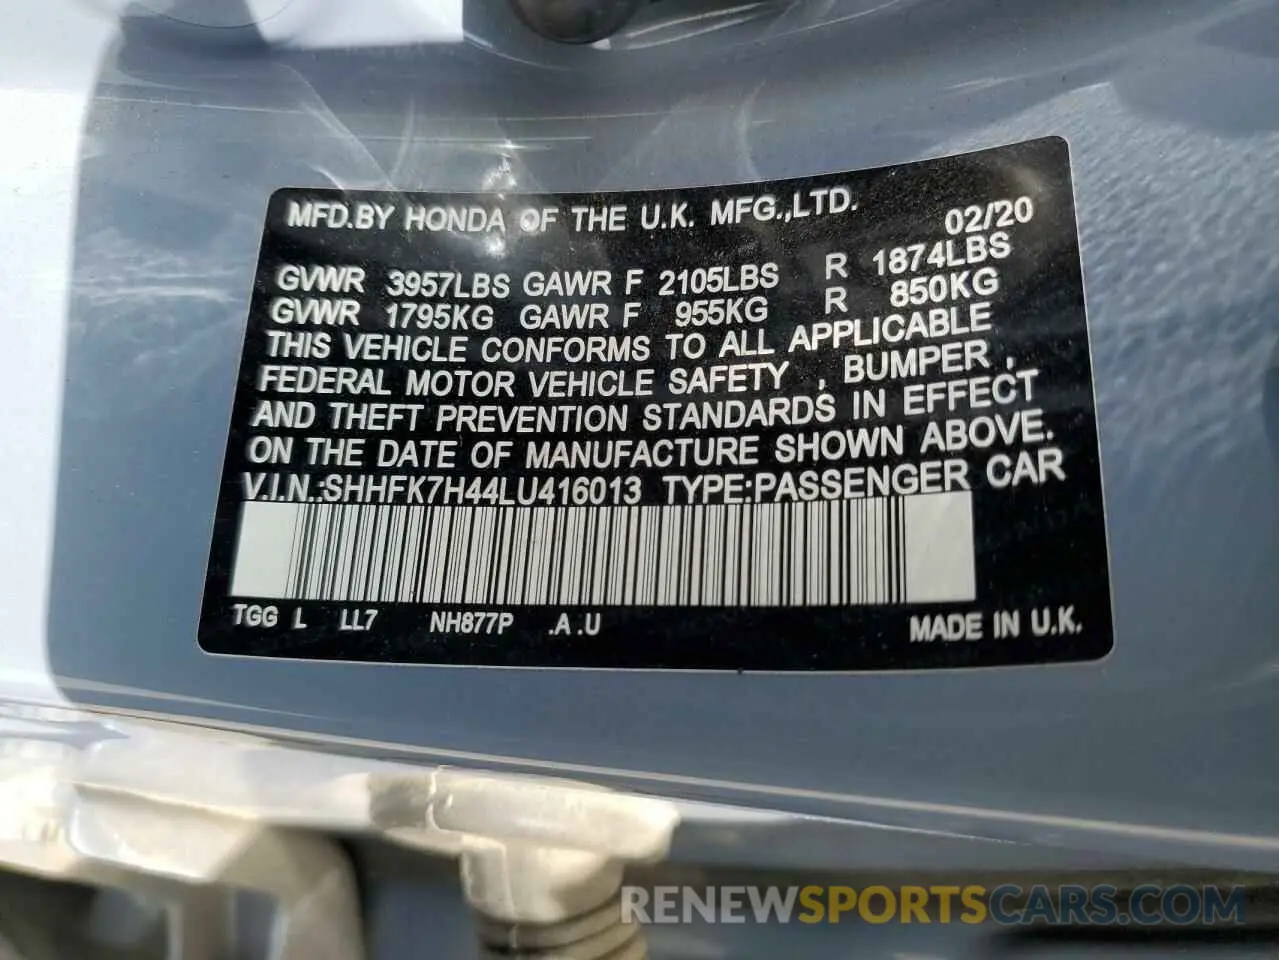 MFD.BY HONDA OF THE U.K. MFG.,LTD. 02/20
GVWR 3957LBS GAWR F 2105LBS R 1874LBS
GVWR 1795KG GAWR F 955KG R 850KG
THIS VEHICLE CONFORMS TO ALL APPLICABLE
FEDERAL MOTOR VEHICLE SAFETY , BUMPER ,
AND THEFT PREVENTION STANDARDS IN EFFECT
ON THE DATE OF MANUFACTURE SHOWN ABOVE.
V.I.N.:SHHFK7H44LU416013 TYPE:PASSENGER CAR
TGG L LL7 NH877P .A .U MADE IN U.K.
RENEWSPORTSCARS.COM